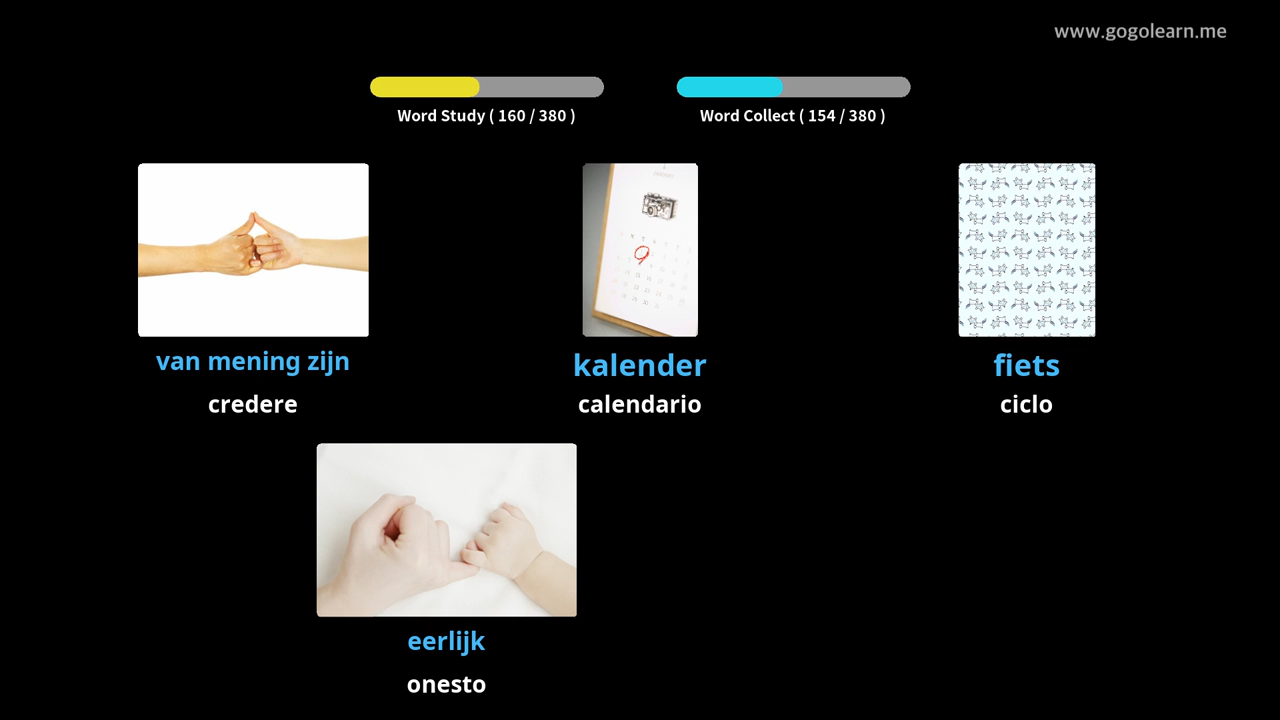 www.gogolearn.me
Word Study ( 160 / 380 )
Word Collect ( 154 / 380 )
van mening zijn
credere
kalender
calendario
fiets
ciclo
eerlijk
onesto